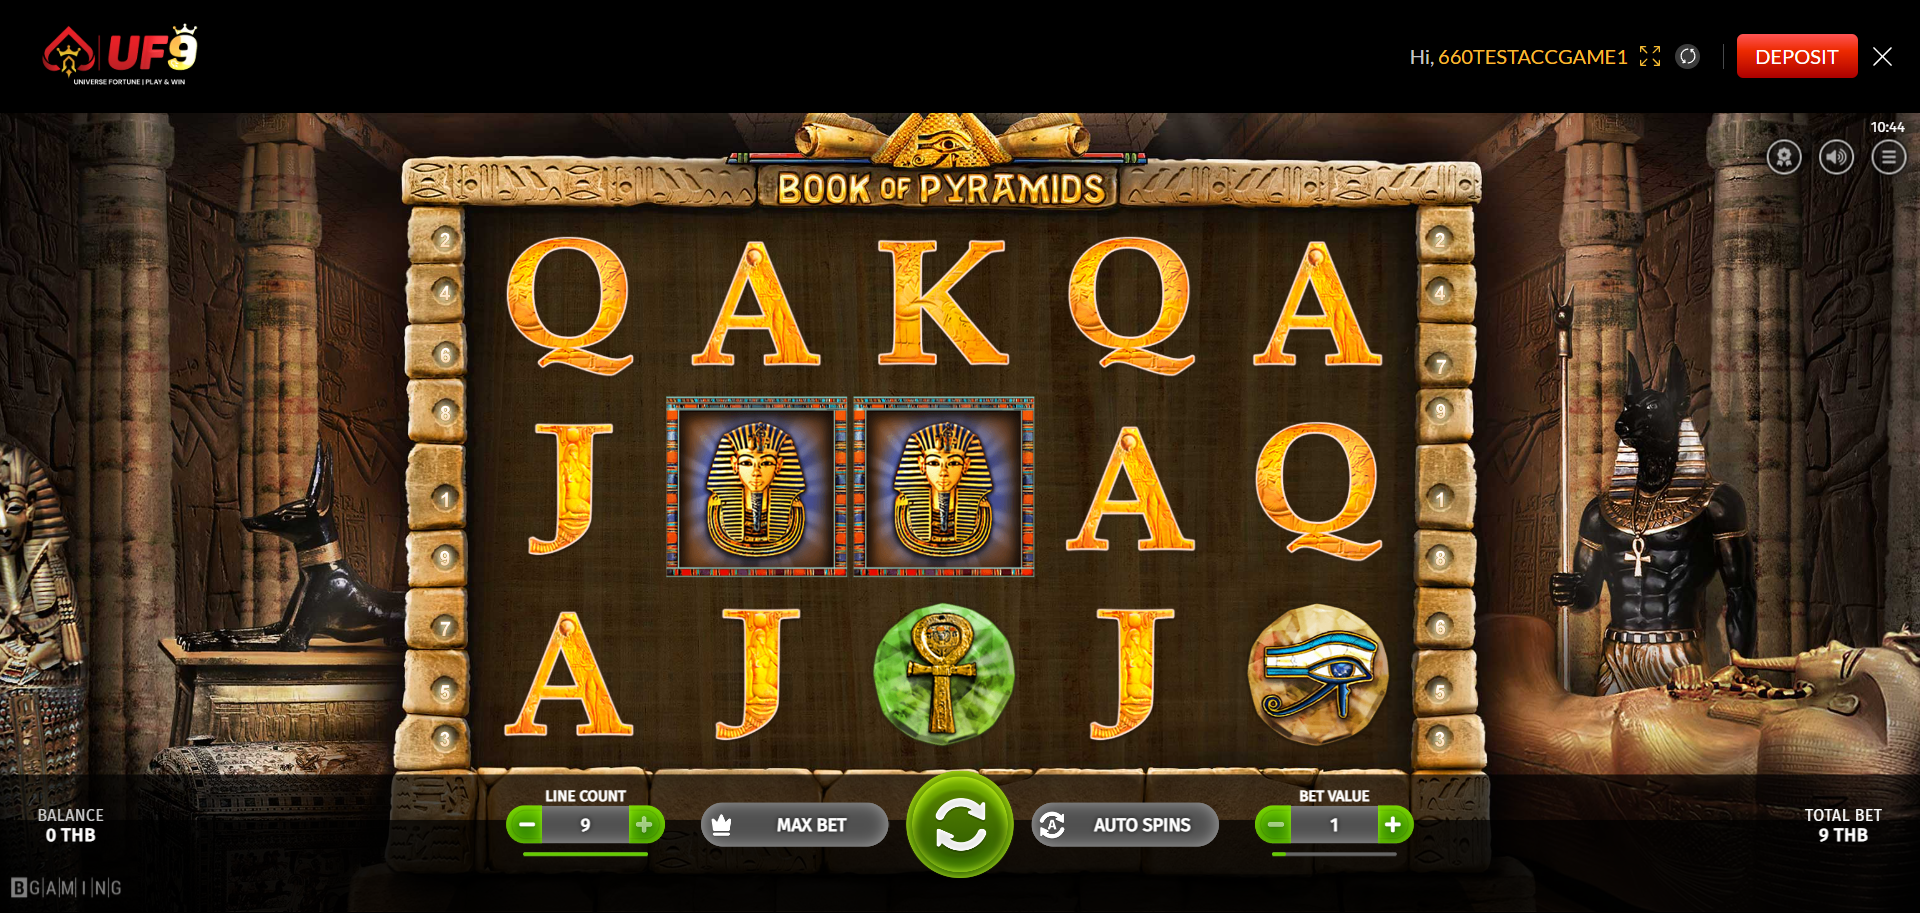 UF9
UNIVERSE FORTUNE | PLAY & WIN
Hi, 660TESTACCGAME1
DEPOSIT
10:44
BOOK OF PYRAMIDS
2 2
4 4
6 7
8 9
1 1
9 8
7 6
5 5
3 3
Q A K Q A
J A Q
A J J
BALANCE
0 THB
LINE COUNT
9
MAX BET
A
AUTO SPINS
BET VALUE
1
TOTAL BET
9 THB
BGAMING